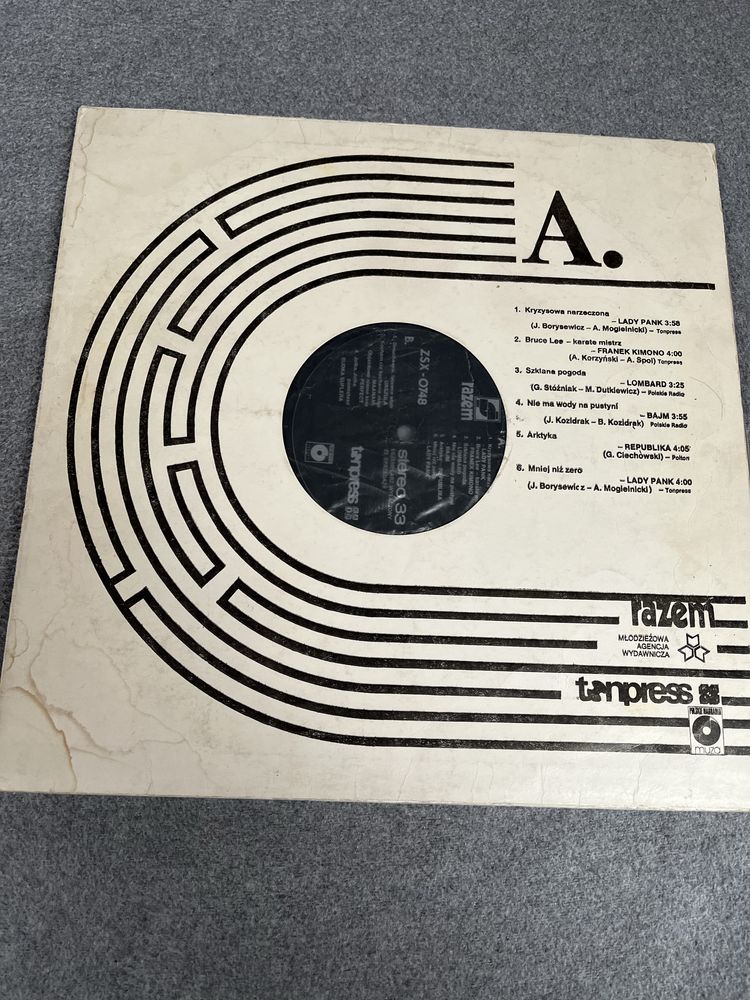 A.
1. Kryzysowa narzeczona
– LADY PANK 3:58
(J. Borysewicz – A. Mogielnicki) – Tonpress
2. Bruce Lee – karate mistrz
– FRANEK KIMONO 4:00
(A. Korzyński – A. Spol) Tonpress
3. Szklana pogoda
– LOMBARD 3:25
(G. Stóżniak – M. Dutkiewicz) – Polskie Radio
4. Nie ma wody na pustyni
– BAJM 3:55
(J. Kozidrak – B. Kozidrak) Polskie Radio
5. Arktyka
– REPUBLIKA 4:05
(G. Ciechowski) – Polton
6. Mniej niż zero
– LADY PANK 4:00
(J. Borysewicz – A. Mogielnicki) – Tonpress
B.
ZSX - 0748
razem
A.
stereo 33
tonpress
razem
MŁODZIEŻOWA
AGENCJA
WYDAWNICZA
tonpress
POLSKIE NAGRANIA
muza